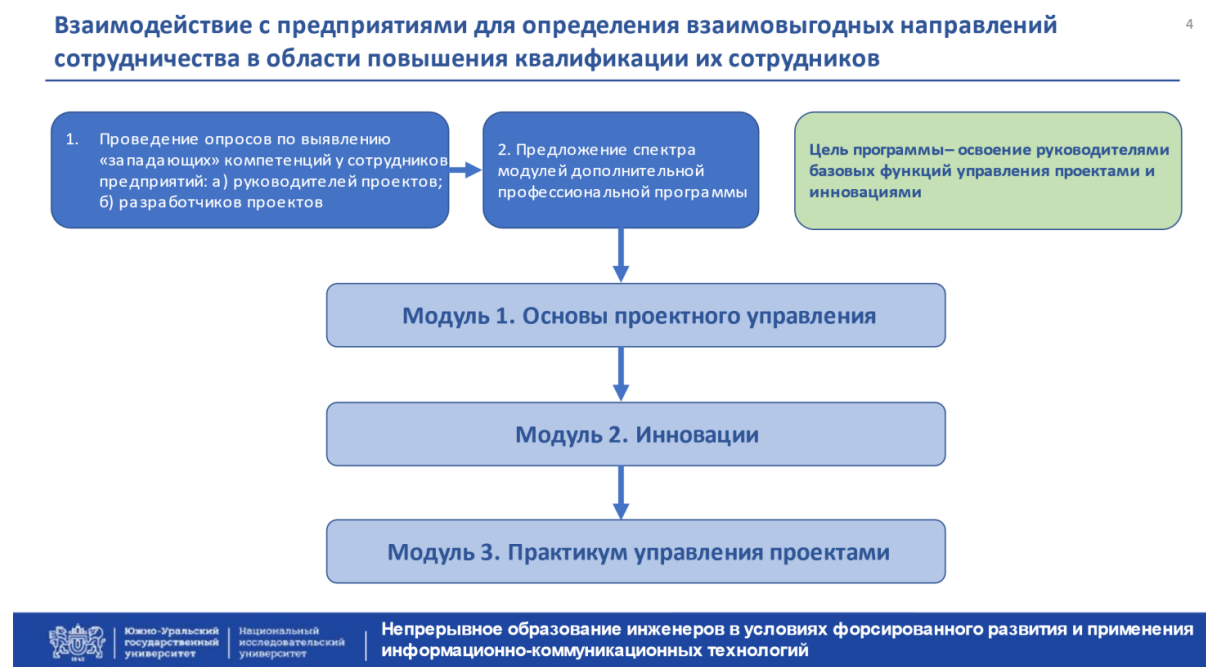 Взаимодействие с предприятиями для определения взаимовыгодных направлений
4
сотрудничества в области повышения квалификации их сотрудников
1. Проведение опросов по выявлению
«западающих» компетенций у сотрудников
предприятий: а) руководителей проектов;
б) разработчиков проектов
2. Предложение спектра
модулей дополнительной
профессиональной программы
Цель программы– освоение руководителями
базовых функций управления проектами и
инновациями
Модуль 1. Основы проектного управления
Модуль 2. Инновации
Модуль 3. Практикум управления проектами
1943
Южно-Уральский
государственный
университет
Национальный
исследовательский
университет
Непрерывное образование инженеров в условиях форсированного развития и применения
информационно-коммуникационных технологий